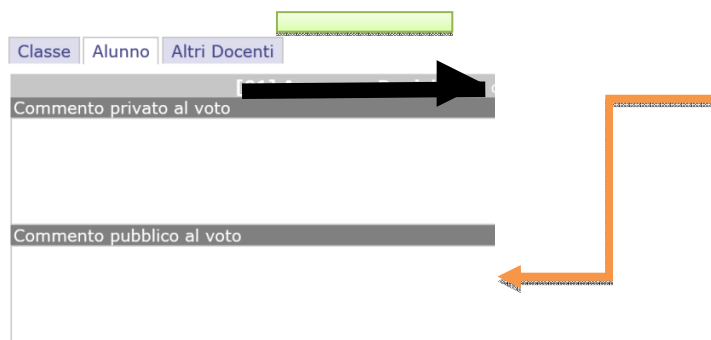 Classe Alunno Altri Docenti
Commento privato al voto
Commento pubblico al voto